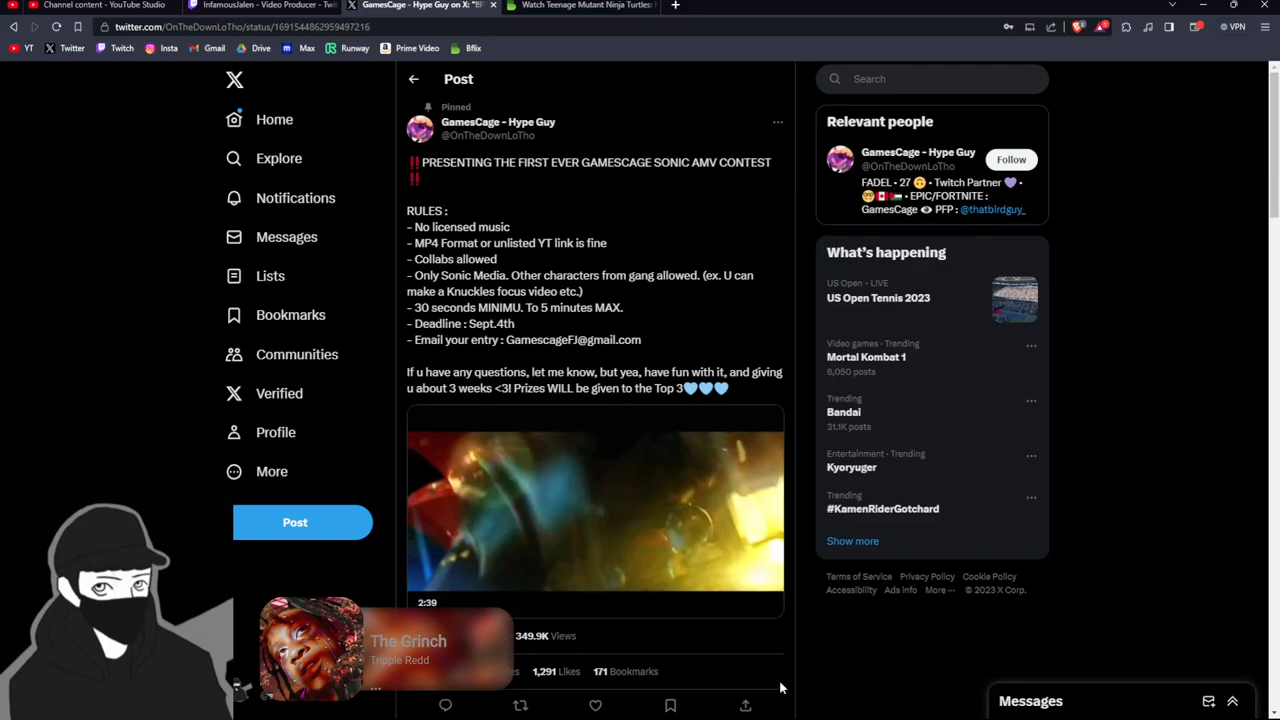 Channel content - YouTube Studio
InfamousJalen - Video Producer - Twi
GamesCage - Hype Guy on X: "‼️P
Watch Teenage Mutant Ninja Turtles:
twitter.com/OnTheDownLoTho/status/1691544862959497216
VPN
YT
Twitter
Twitch
Insta
Gmail
Drive
Max
Runway
Prime Video
Bflix
Home
Explore
Notifications
Messages
Lists
Bookmarks
Communities
Verified
Profile
More
Post
Post
Pinned
GamesCage - Hype Guy
@OnTheDownLoTho
‼️PRESENTING THE FIRST EVER GAMESCAGE SONIC AMV CONTEST
‼️
RULES :
- No licensed music
- MP4 Format or unlisted YT link is fine
- Collabs allowed
- Only Sonic Media. Other characters from gang allowed. (ex. U can
make a Knuckles focus video etc.)
- 30 seconds MINIMU. To 5 minutes MAX.
- Deadline : Sept.4th
- Email your entry : GamescageFJ@gmail.com
If u have any questions, let me know, but yea, have fun with it, and giving
u about 3 weeks <3! Prizes WILL be given to the Top 3🩵🩵🩵
2:39
349.9K Views
1,291 Likes
171 Bookmarks
The Grinch
Trippie Redd
Search
Relevant people
GamesCage - Hype Guy
@OnTheDownLoTho
Follow
FADEL • 27 🙃 • Twitch Partner 💜 •
🤓🇨🇦🇵🇸 • EPIC/FORTNITE :
GamesCage 👁 PFP : @thatb1rdguy_
What's happening
US Open · LIVE
US Open Tennis 2023
Video games · Trending
Mortal Kombat 1
6,050 posts
Trending
Bandai
31.1K posts
Entertainment · Trending
Kyoryuger
Trending
#KamenRiderGotchard
Show more
Terms of Service Privacy Policy Cookie Policy
Accessibility Ads info More ··· © 2023 X Corp.
Messages